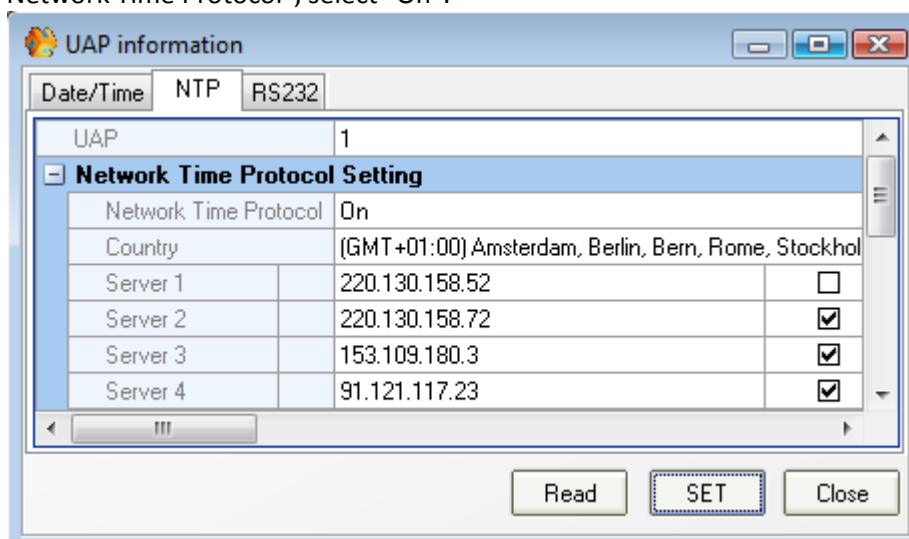 Network Time Protocol", select "On".
UAP information
Date/Time NTP RS232
UAP 1
Network Time Protocol Setting
Network Time Protocol On
Country (GMT+01:00) Amsterdam, Berlin, Bern, Rome, Stockhol
Server 1 220.130.158.52
Server 2 220.130.158.72
Server 3 153.109.180.3
Server 4 91.121.117.23
Read SET Close